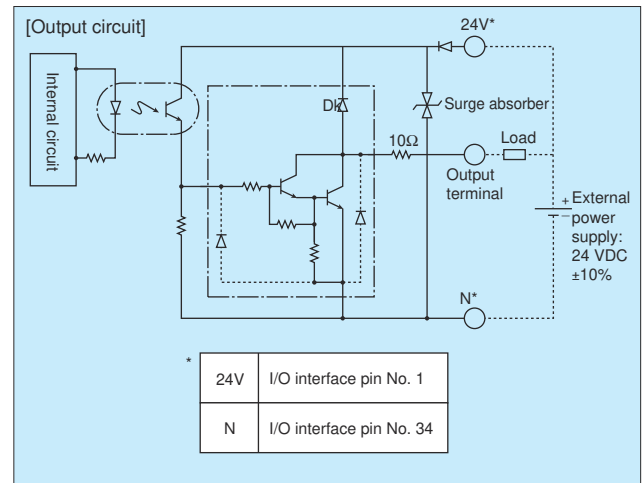 [Output circuit]
24V*
Internal circuit
DK
Surge absorber
10Ω
Load
Output
terminal
+
−
External
power
supply:
24 VDC
±10%
N*
*
24V I/O interface pin No. 1
N I/O interface pin No. 34